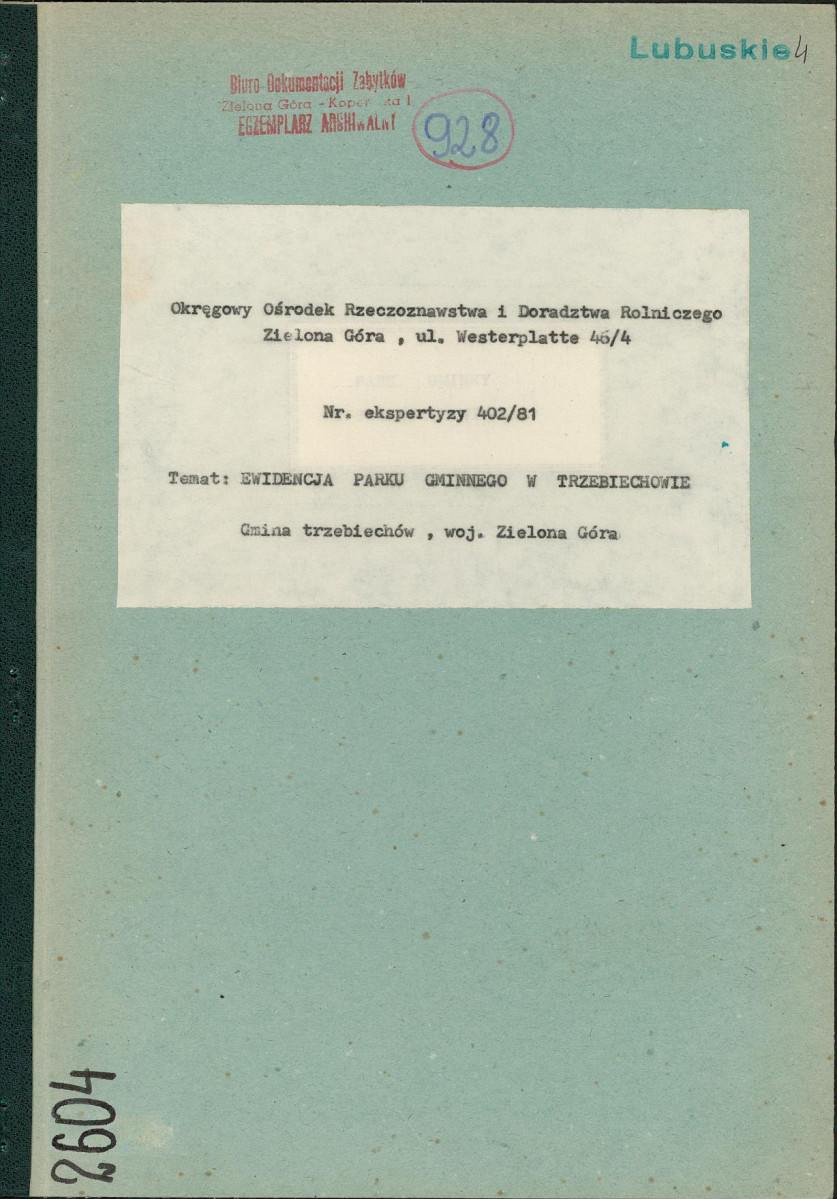 Lubuskie 4
Biuro Dokumentacji Zabytków
Zielona Góra - 1
EGZEMPLARZ ARCHIWALNY
928
Okręgowy Ośrodek Rzeczoznawstwa i Doradztwa Rolniczego
Zielona Góra , ul. Westerplatte 46/4
Nr. ekspertyzy 402/81
Temat: EWIDENCJA PARKU GMINNEGO W TRZEBIECHOWIE
Gmina trzebiechów , woj. Zielona Góra
2604